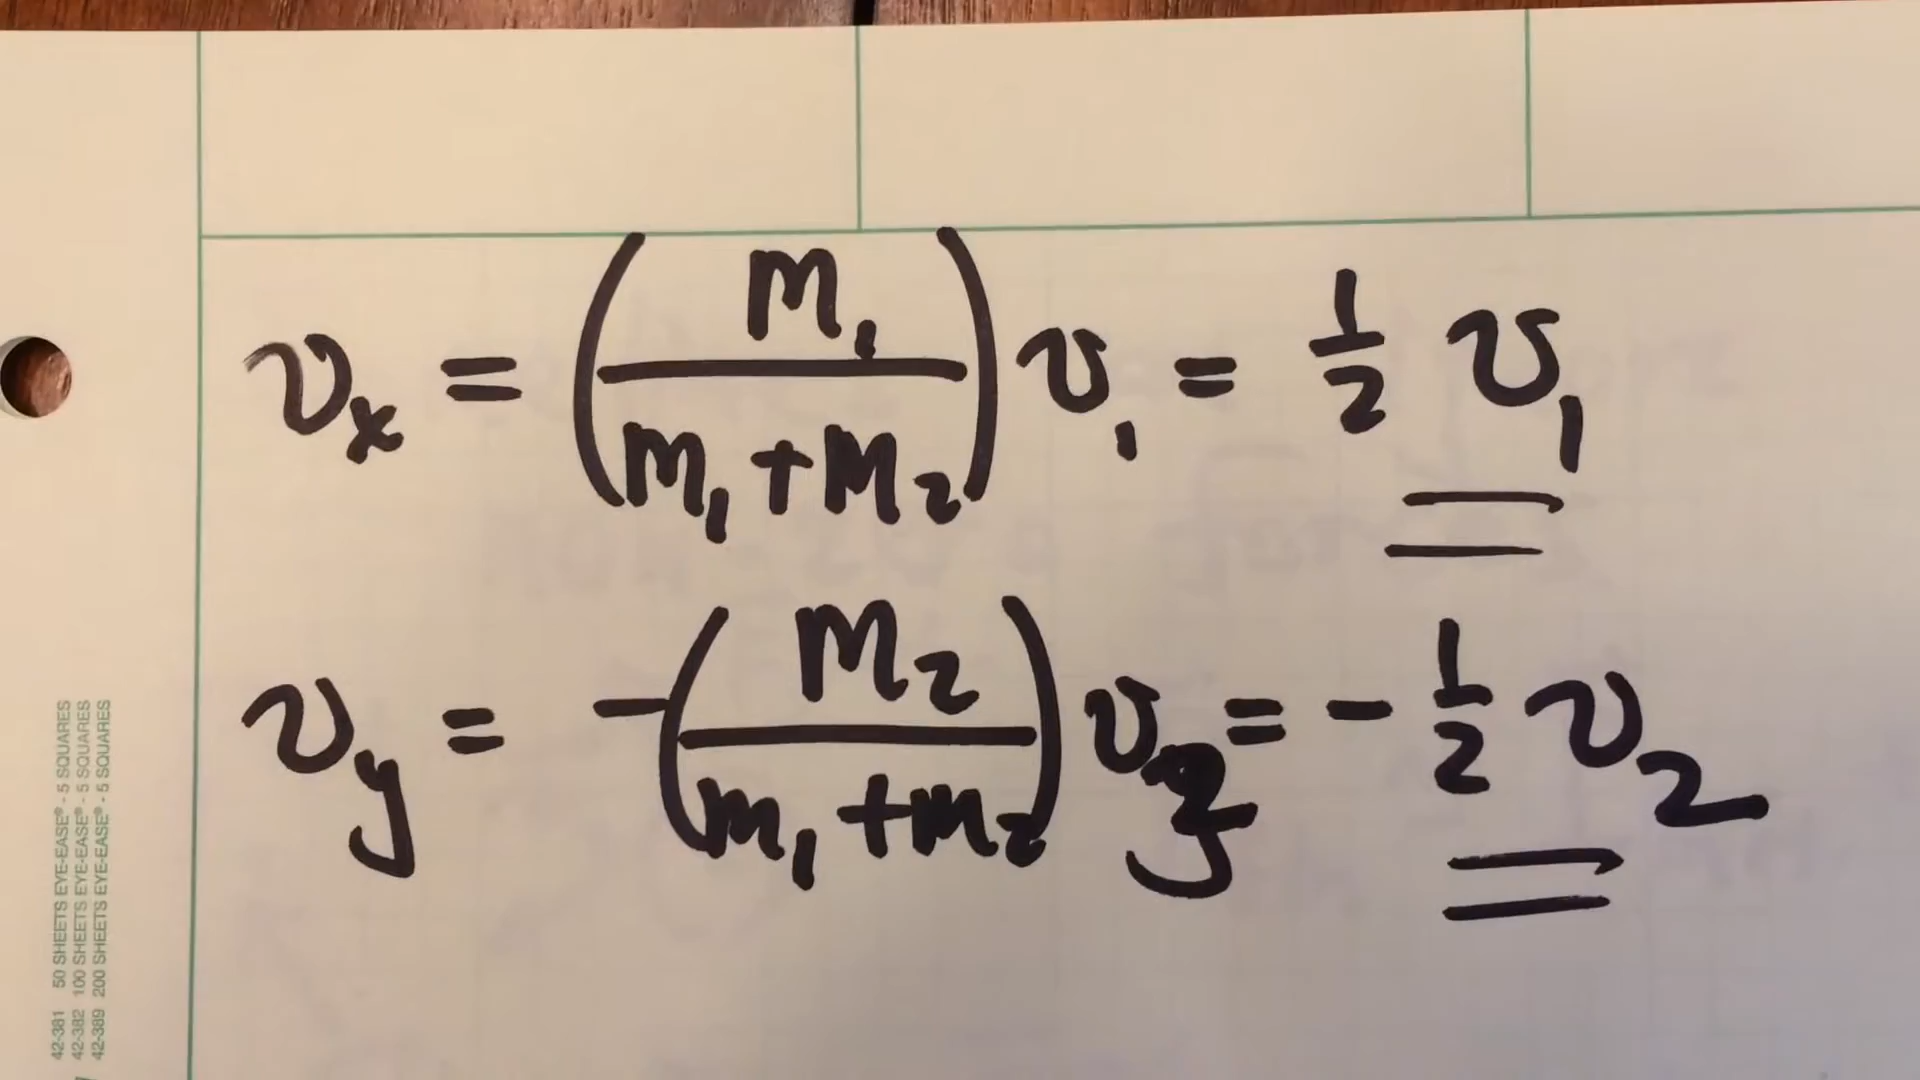 v_x = (m_1 / (m_1 + m_2)) v_1 = 1/2 v_1
v_y = -(m_2 / (m_1 + m_2)) v_2 = - 1/2 v_2
42-381 50 SHEETS EYE-EASE® - 5 SQUARES
42-382 100 SHEETS EYE-EASE® - 5 SQUARES
42-389 200 SHEETS EYE-EASE® - 5 SQUARES